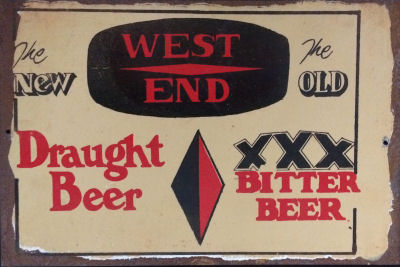 WEST
END
The
NEW
The
OLD
Draught
Beer
XXX
BITTER
BEER